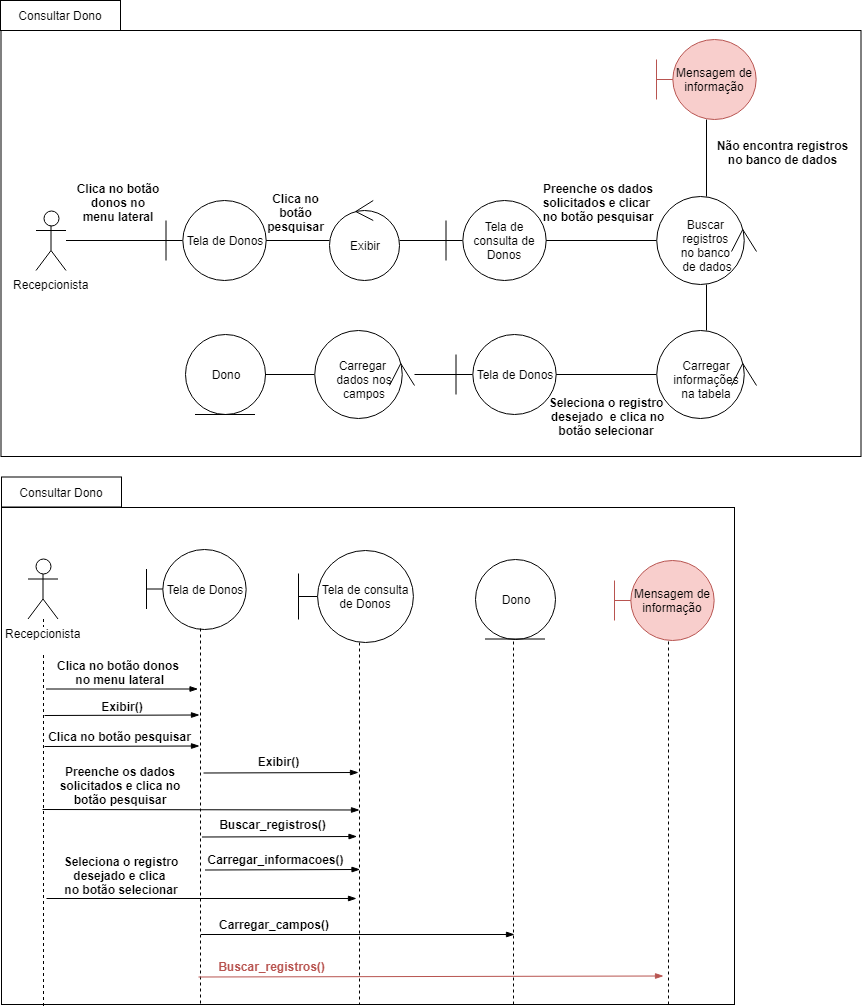 Consultar Dono
Mensagem de
informação
Não encontra registros
no banco de dados
Clica no botão
donos no
menu lateral
Clica no
botão
pesquisar
Preenche os dados
solicitados e clicar
no botão pesquisar
Recepcionista
Tela de Donos
Exibir
Tela de
consulta de
Donos
Buscar
registros
no banco
de dados
Dono
Carregar
dados nos
campos
Tela de Donos
Seleciona o registro
desejado e clica no
botão selecionar
Carregar
informações
na tabela
Consultar Dono
Recepcionista
Tela de Donos
Tela de consulta
de Donos
Dono
Mensagem de
informação
Clica no botão donos
no menu lateral
Exibir()
Clica no botão pesquisar
Exibir()
Preenche os dados
solicitados e clica no
botão pesquisar
Buscar_registros()
Carregar_informacoes()
Seleciona o registro
desejado e clica
no botão selecionar
Carregar_campos()
Buscar_registros()